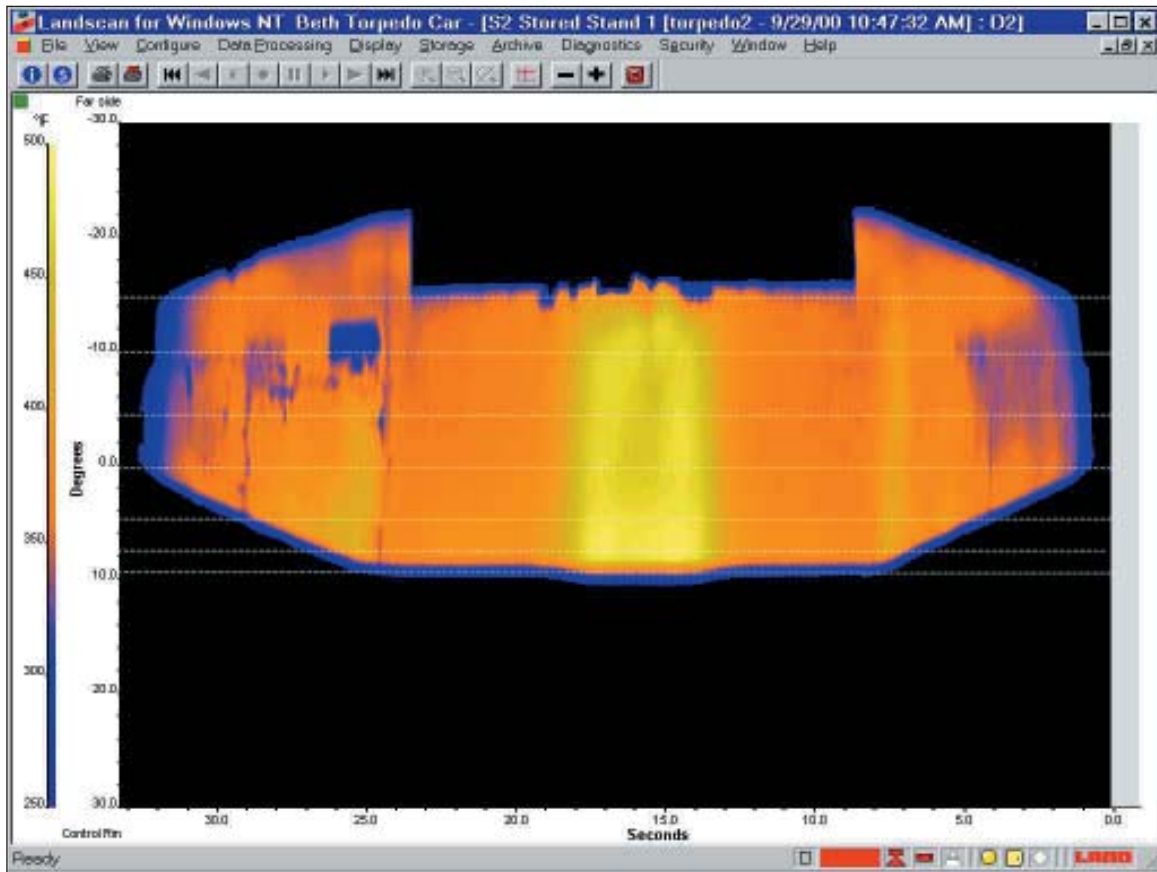 Landscan for Windows NT Beth Torpedo Car - [S2 Stored Stand 1 [torpedo2 - 9/29/00 10:47:32 AM] : D2]
File View Configure Data Processing Display Storage Archive Diagnostics Security Window Help
Far side
°F
500
450
400
350
300
250
-30.0
-20.0
-10.0
0.0
10.0
20.0
30.0
Degrees
30.0 25.0 20.0 15.0 10.0 5.0 0.0
Control Rm
Seconds
Ready
LAND